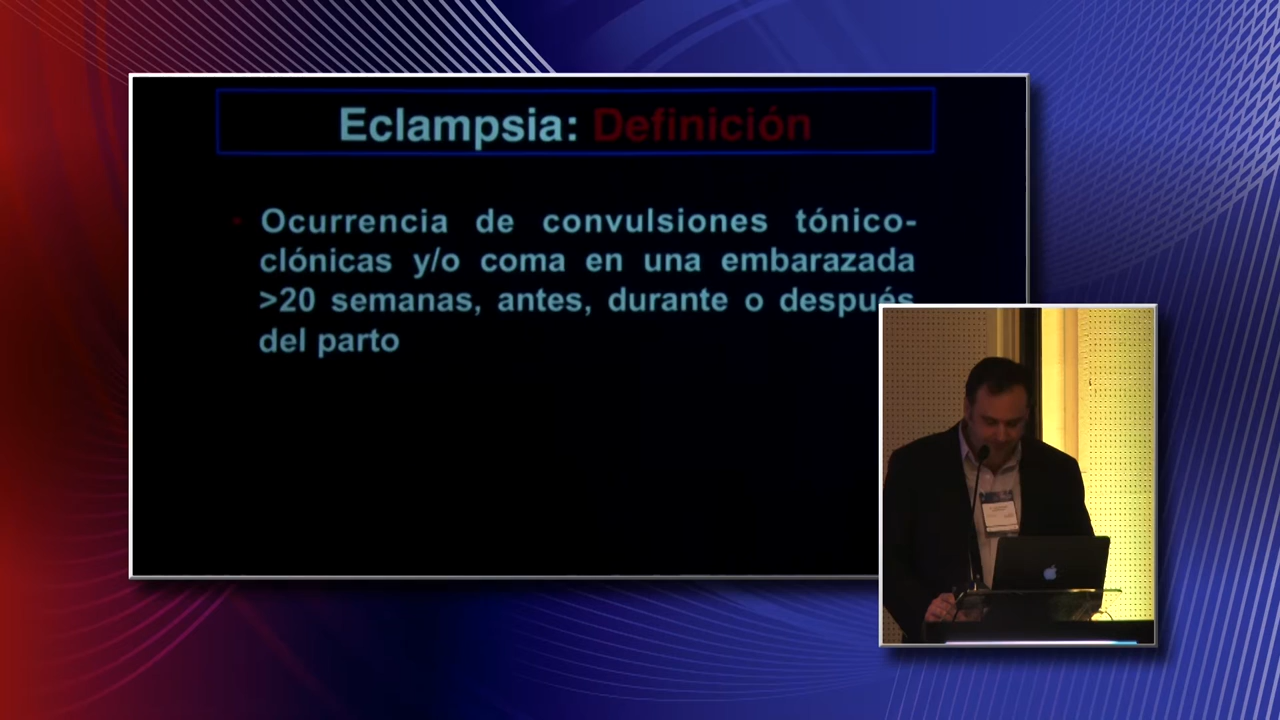 Eclampsia: Definición
Ocurrencia de convulsiones tónico-
clónicas y/o coma en una embarazada
>20 semanas, antes, durante o después
del parto